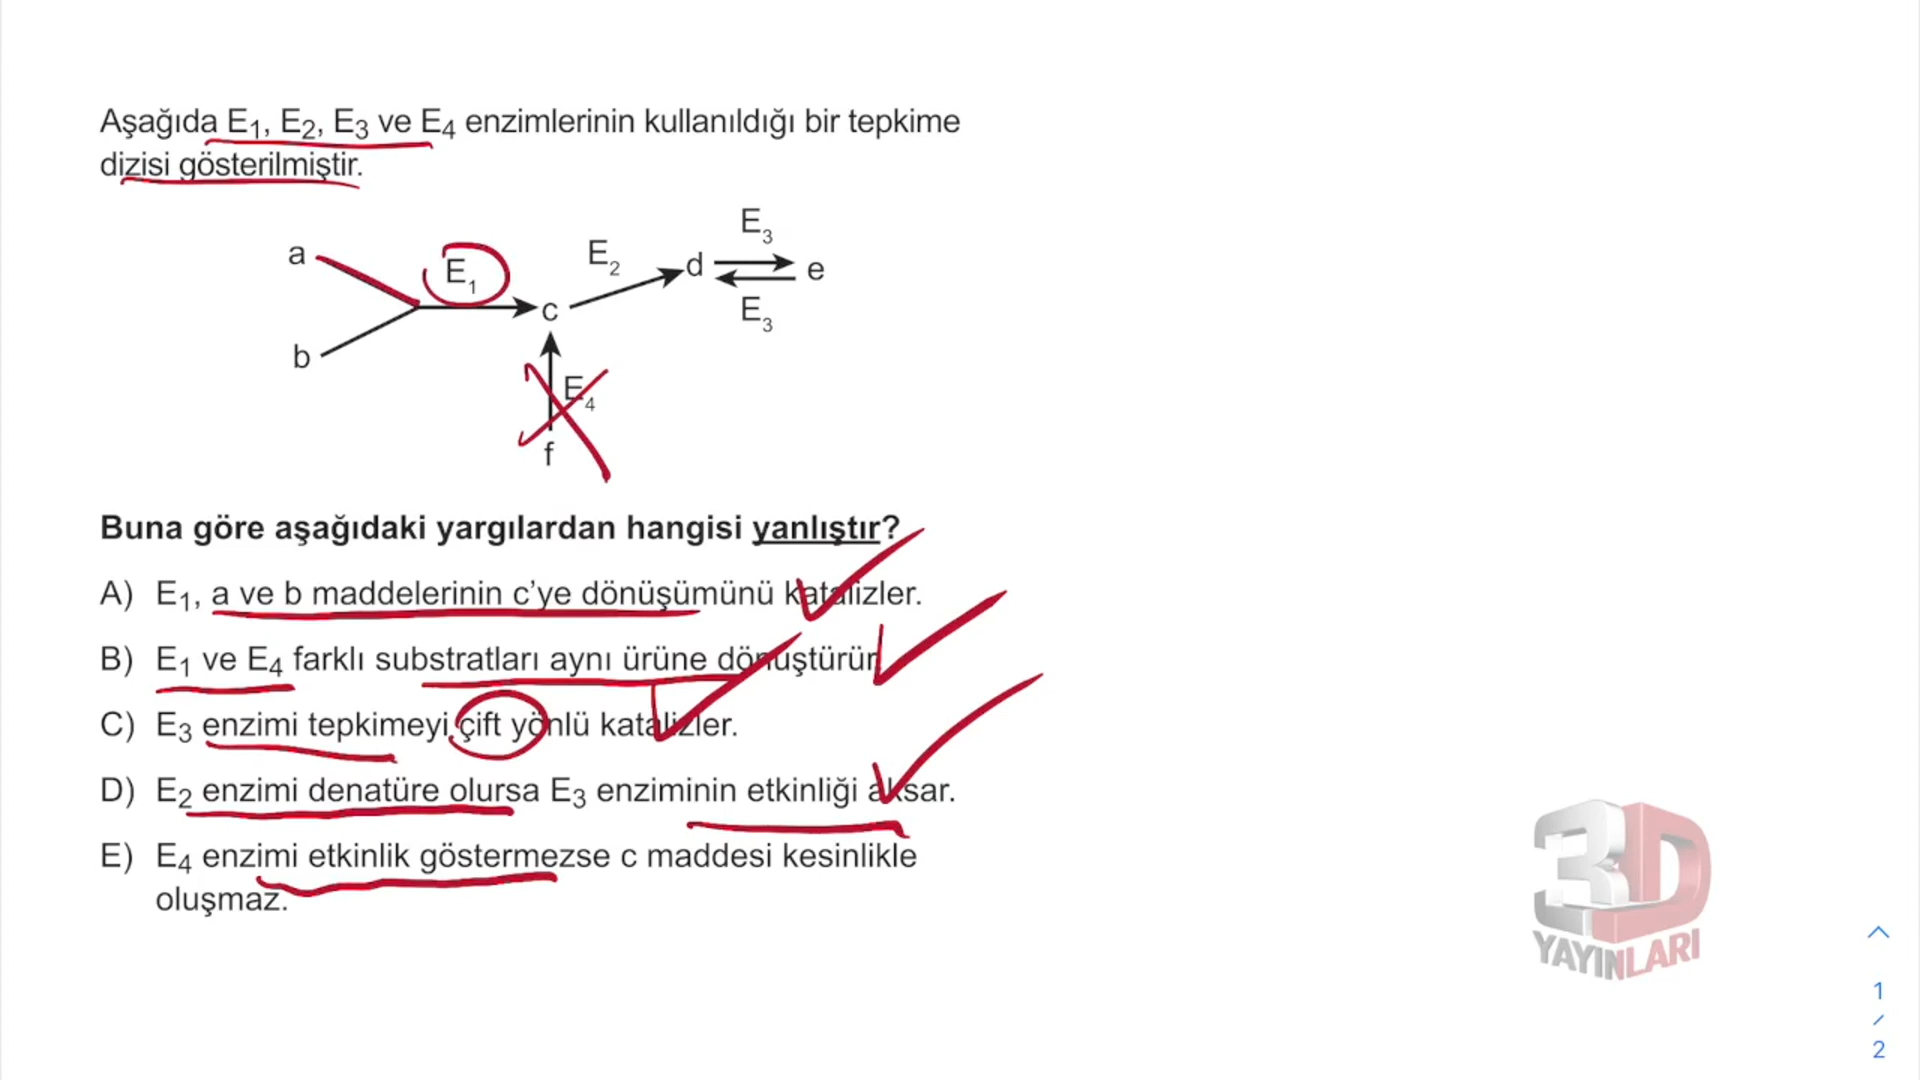 Aşağıda E₁, E₂, E₃ ve E₄ enzimlerinin kullanıldığı bir tepkime
dizisi gösterilmiştir.
E₃
a
E₁
E₂
d
e
b
c
E₃
E₄
f
Buna göre aşağıdaki yargılardan hangisi yanlıştır?
A) E₁, a ve b maddelerinin c’ye dönüşümünü katalizler.
B) E₁ ve E₄ farklı substratları aynı ürüne dönüştürür.
C) E₃ enzimi tepkimeyi çift yönlü katalizler.
D) E₂ enzimi denatüre olursa E₃ enziminin etkinliği aksar.
E) E₄ enzimi etkinlik göstermezse c maddesi kesinlikle
oluşmaz.
3D
YAYINLARI
1
/
2